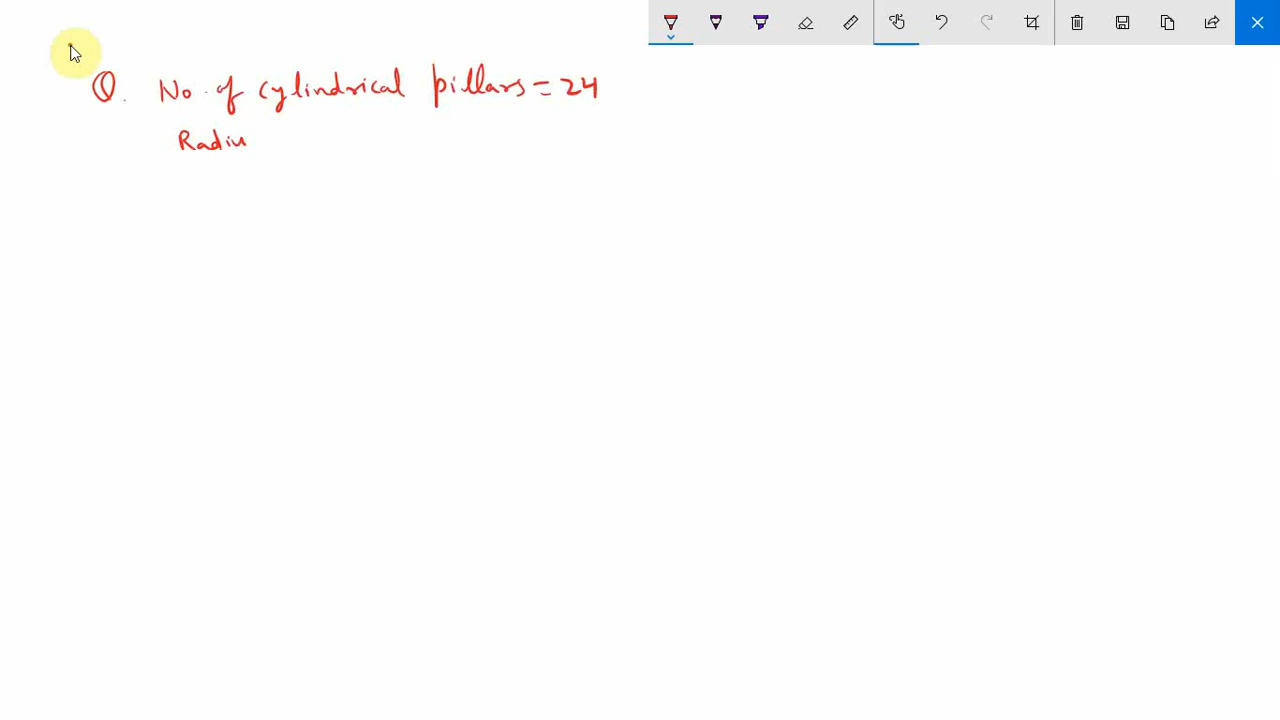 Q. No. of cylindrical pillars = 24
Radiu